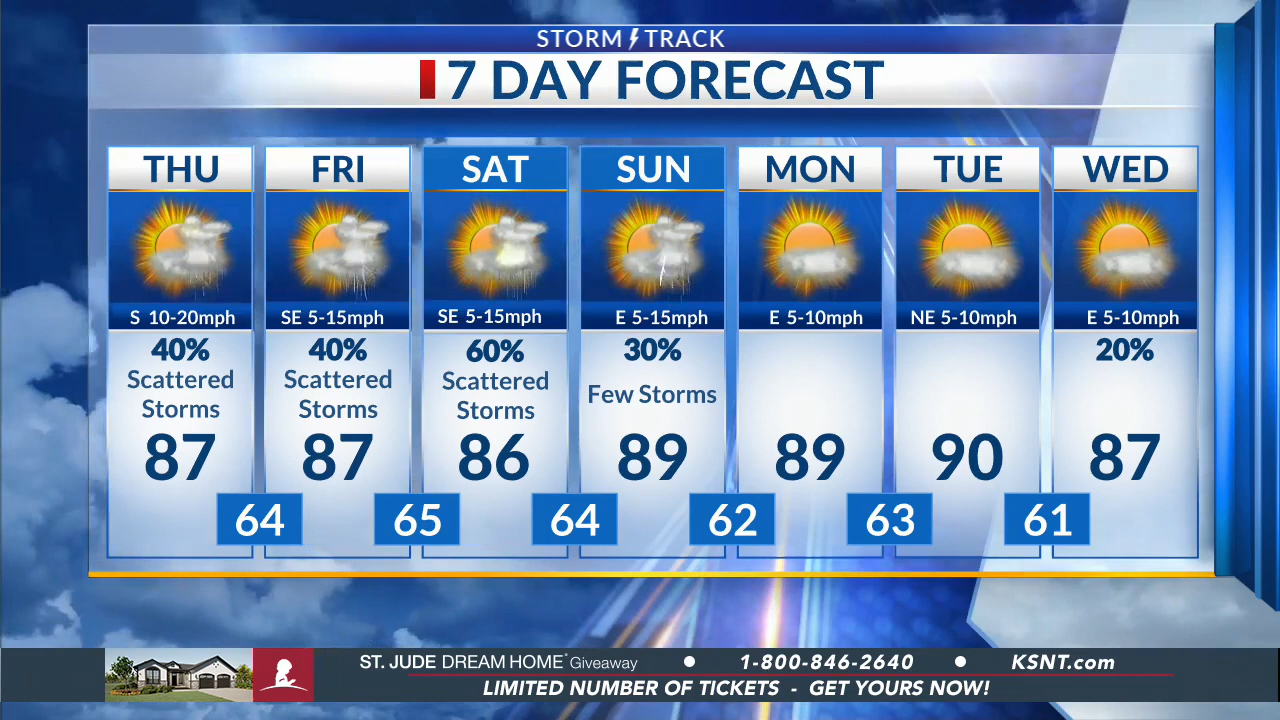 STORM TRACK
7 DAY FORECAST
THU FRI SAT SUN MON TUE WED
S 10-20mph SE 5-15mph SE 5-15mph E 5-15mph E 5-10mph NE 5-10mph E 5-10mph
40% 40% 60% 30% 20%
Scattered Scattered Scattered Few Storms
Storms Storms Storms
87 87 86 89 89 90 87
64 65 64 62 63 61
ST. JUDE DREAM HOME® Giveaway • 1-800-846-2640 • KSNT.com
LIMITED NUMBER OF TICKETS - GET YOURS NOW!